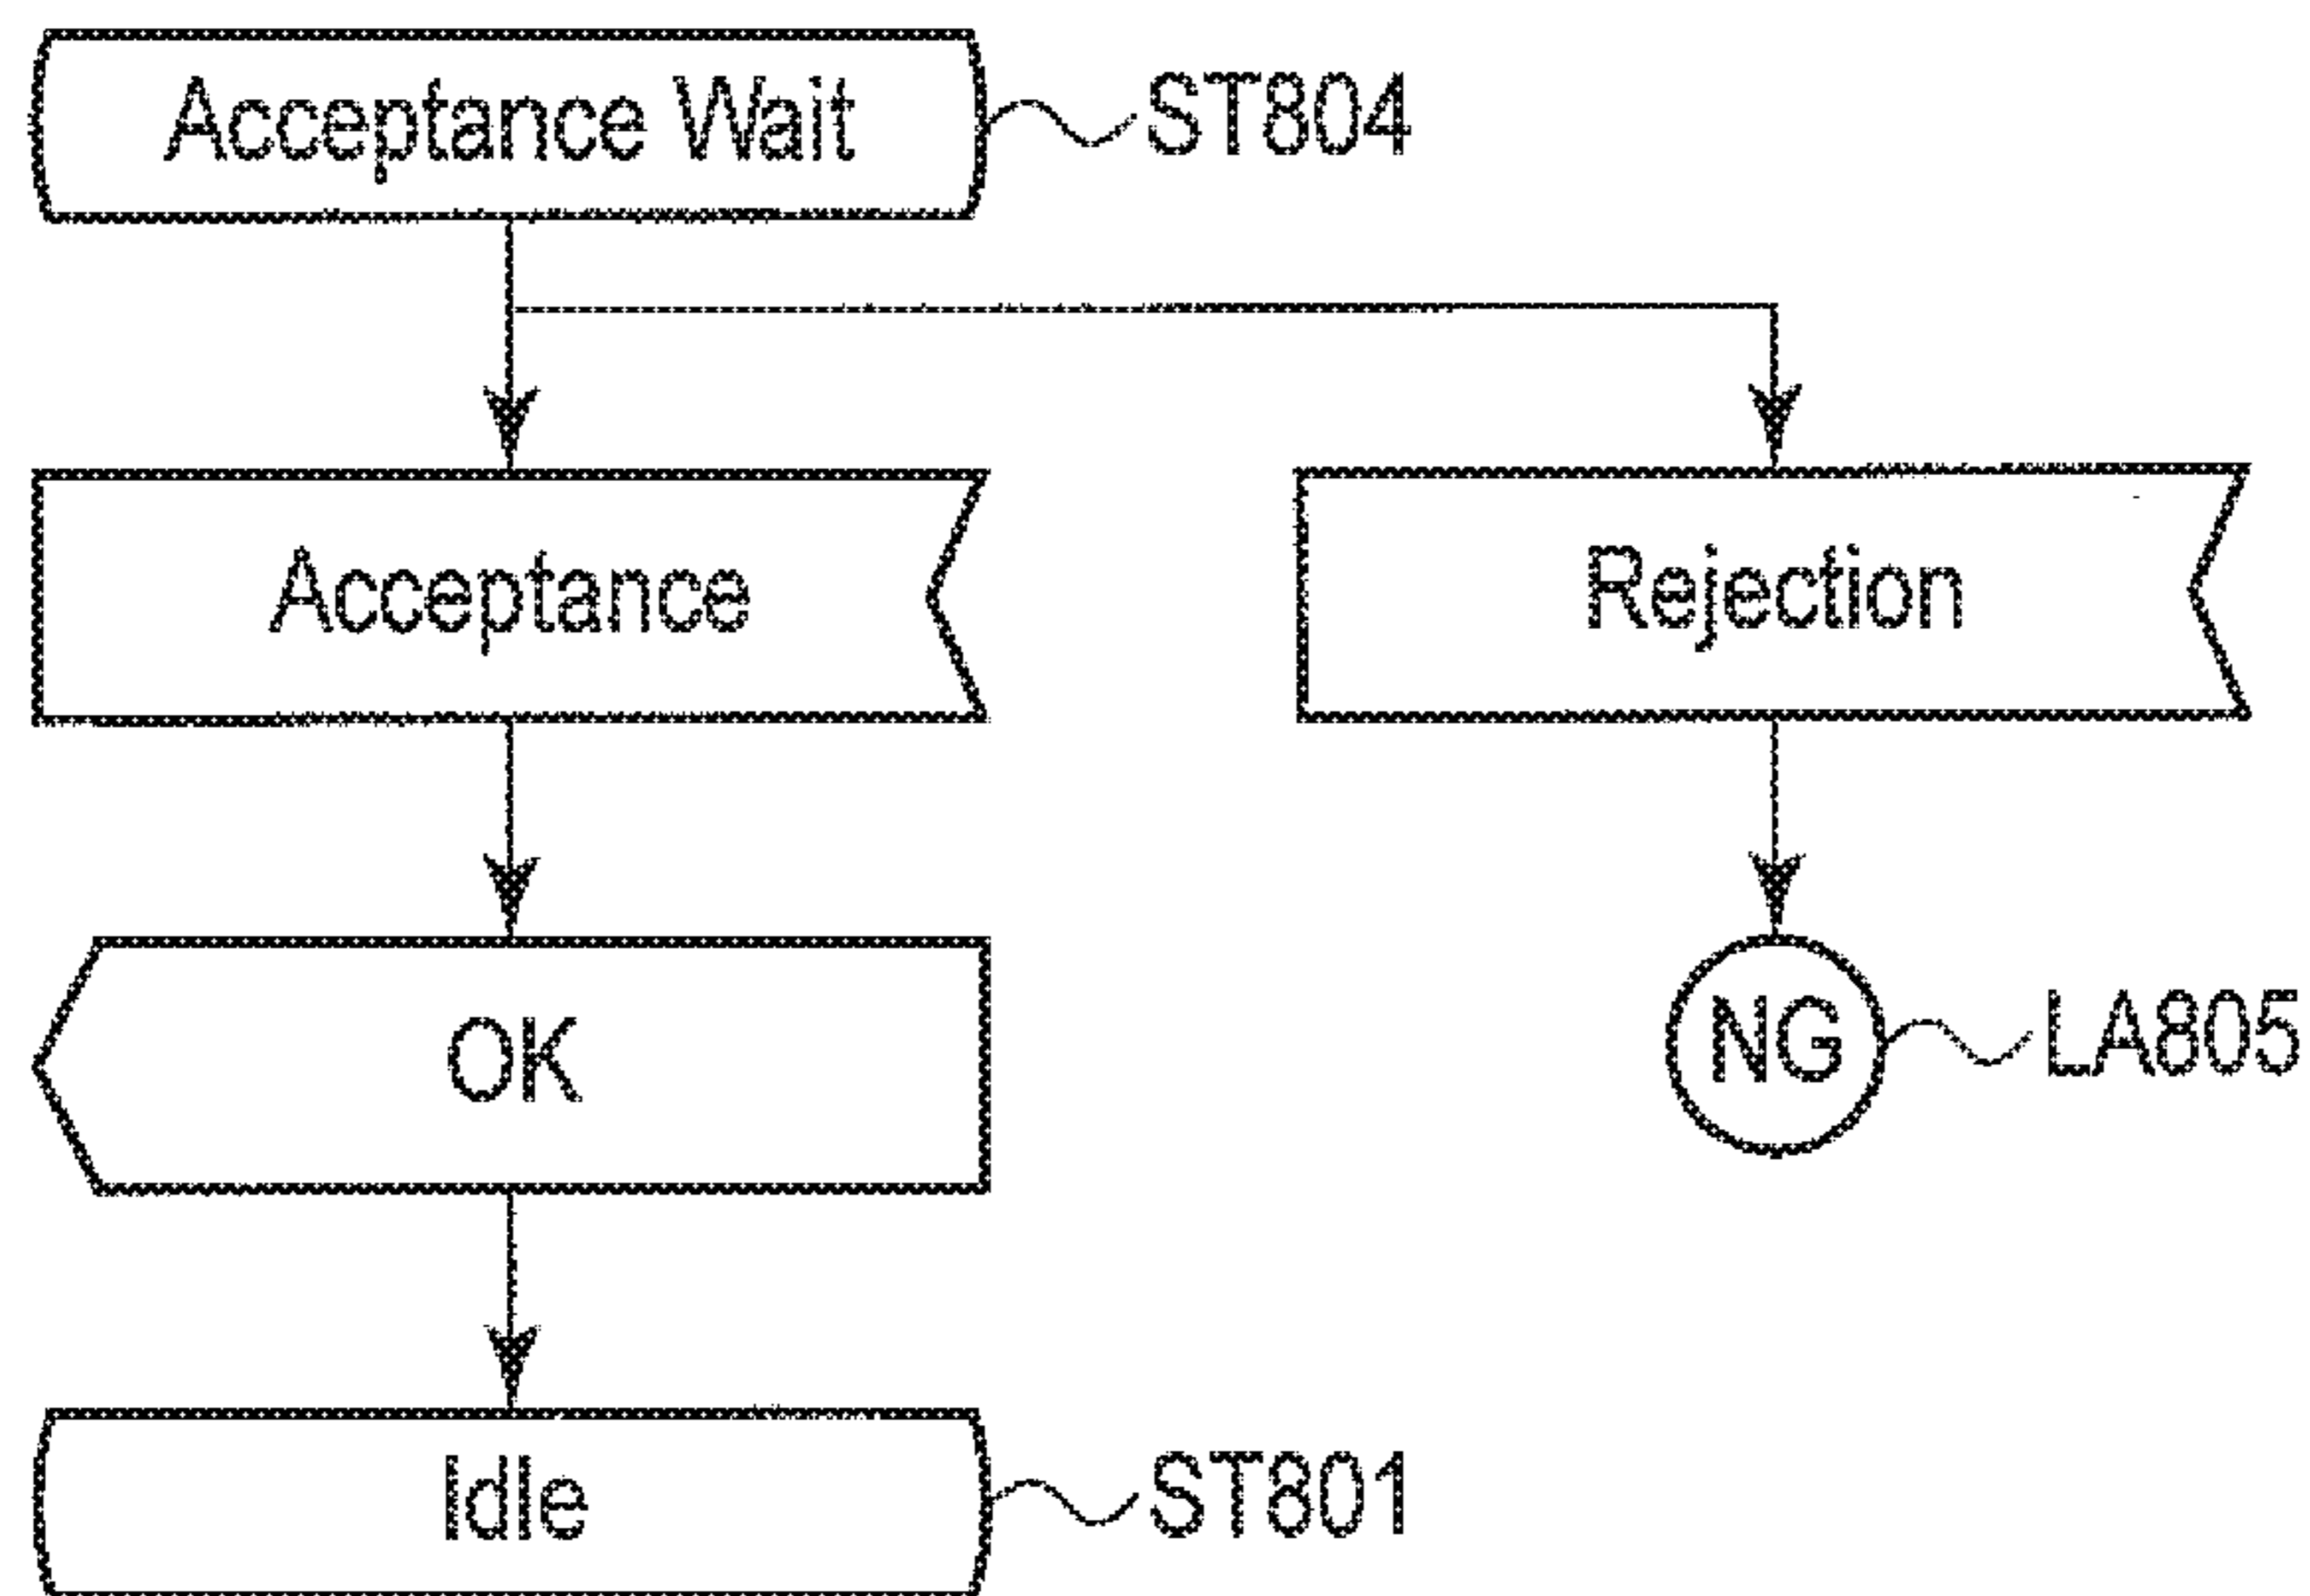 Acceptance Wait
ST804
Acceptance
Rejection
OK
NG
LA805
Idle
ST801